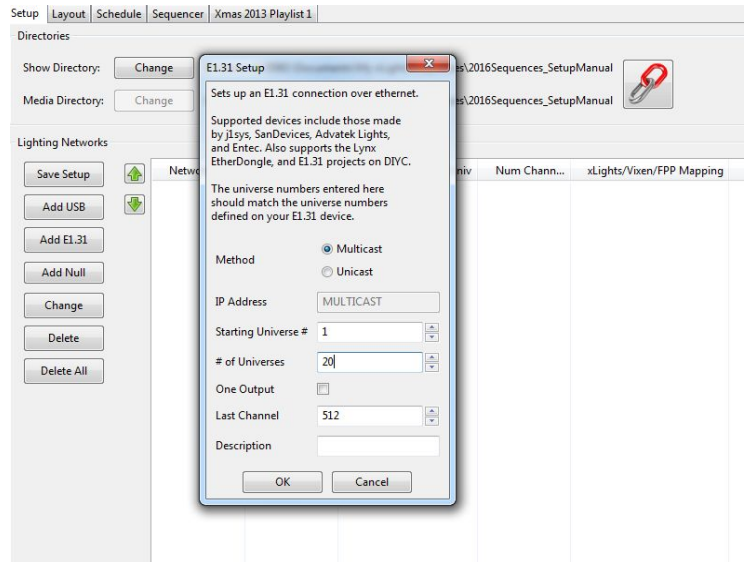 Setup Layout Schedule Sequencer Xmas 2013 Playlist 1
Directories
Show Directory: Change es\2016Sequences_SetupManual
Media Directory: Change es\2016Sequences_SetupManual
Lighting Networks
Save Setup
Add USB
Add E1.31
Add Null
Change
Delete
Delete All
Netwo niv Num Chann... xLights/Vixen/FPP Mapping
E1.31 Setup
Sets up an E1.31 connection over ethernet.
Supported devices include those made
by j1sys, SanDevices, Advatek Lights,
and Entec. Also supports the Lynx
EtherDongle, and E1.31 projects on DIYC.
The universe numbers entered here
should match the universe numbers
defined on your E1.31 device.
Method
Multicast
Unicast
IP Address MULTICAST
Starting Universe # 1
# of Universes 20
One Output
Last Channel 512
Description
OK Cancel